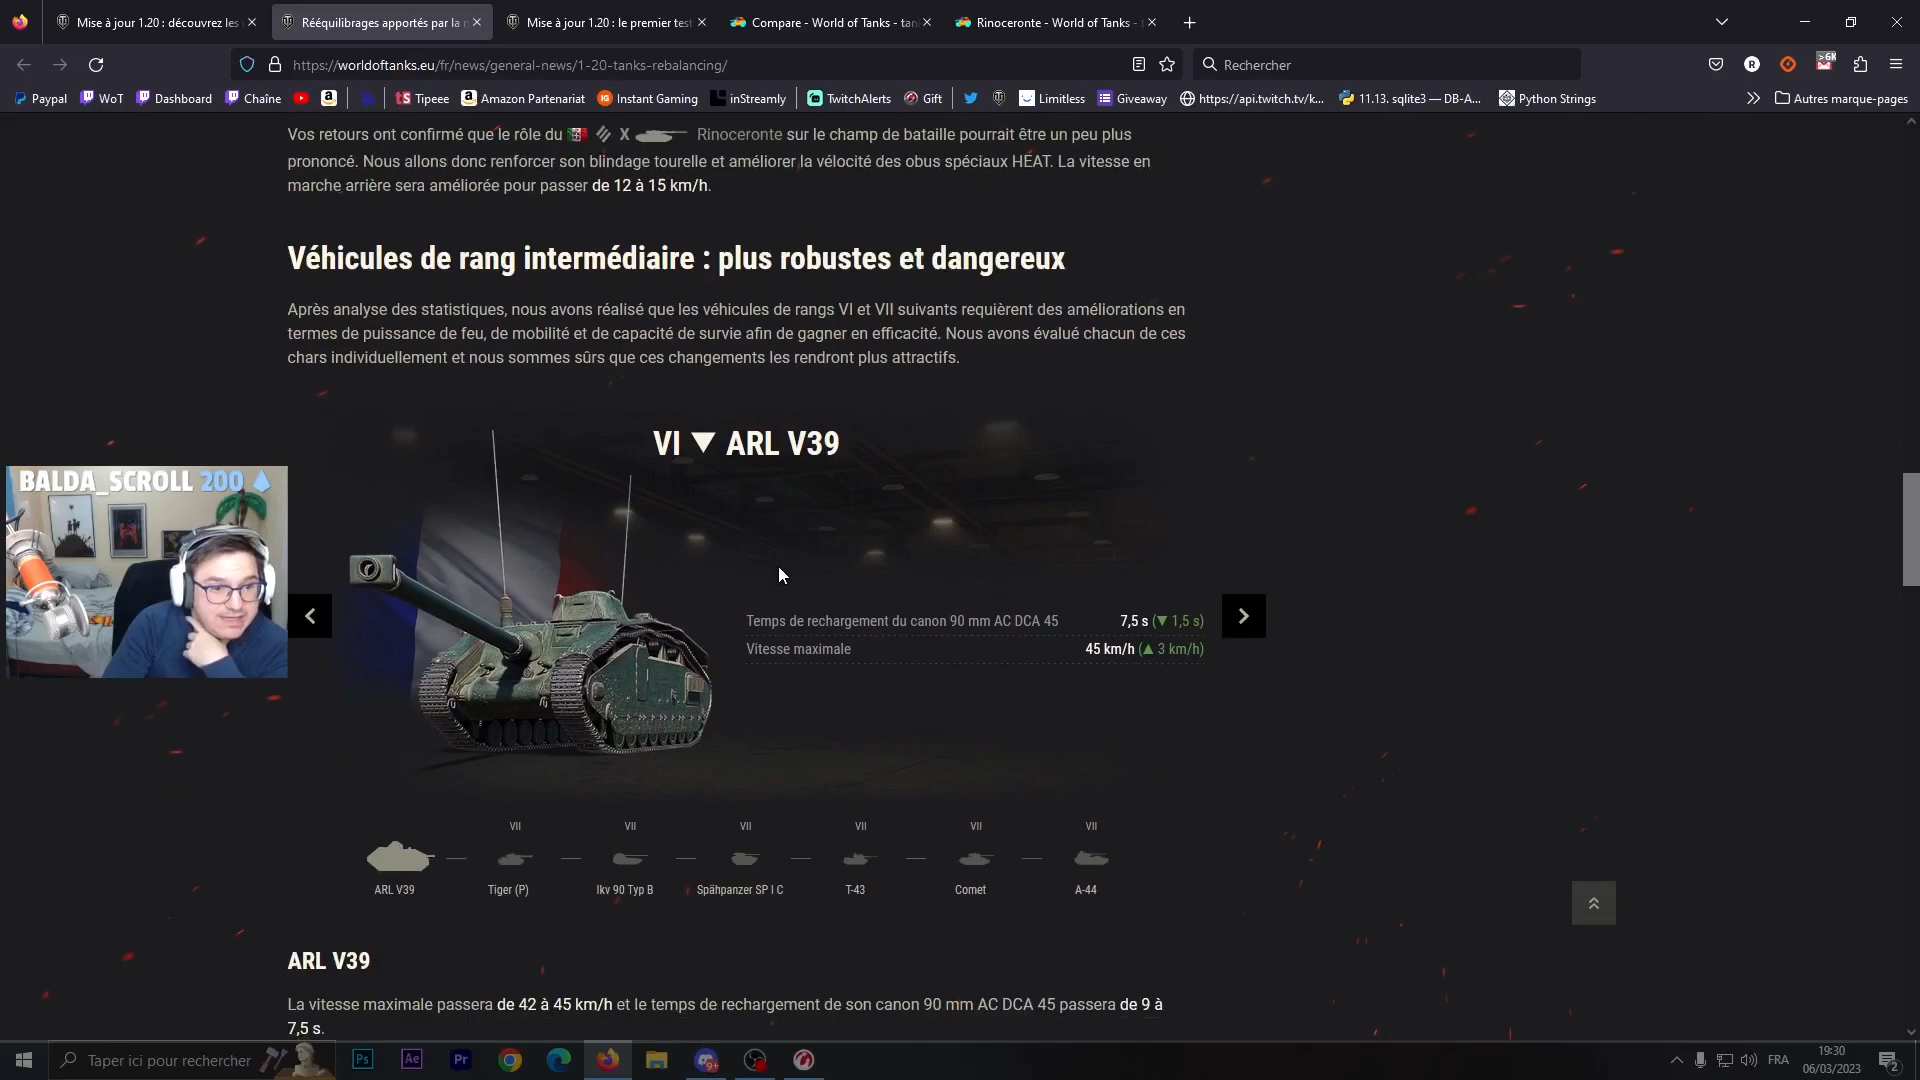 Mise à jour 1.20 : découvrez les
Rééquilibrages apportés par la
Mise à jour 1.20 : le premier test
Compare - World of Tanks - tan
Rinoceronte - World of Tanks -
https://worldoftanks.eu/fr/news/general-news/1-20-tanks-rebalancing/
Rechercher
>6K
Paypal
WoT
Dashboard
Chaîne
Tipeee
Amazon Partenariat
Instant Gaming
inStreamly
TwitchAlerts
Gift
Limitless
Giveaway
https://api.twitch.tv/k...
11.13. sqlite3 — DB-A...
Python Strings
Autres marque-pages
Vos retours ont confirmé que le rôle du X Rinoceronte sur le champ de bataille pourrait être un peu plus
prononcé. Nous allons donc renforcer son blindage tourelle et améliorer la vélocité des obus spéciaux HEAT. La vitesse en
marche arrière sera améliorée pour passer de 12 à 15 km/h.
Véhicules de rang intermédiaire : plus robustes et dangereux
Après analyse des statistiques, nous avons réalisé que les véhicules de rangs VI et VII suivants requièrent des améliorations en
termes de puissance de feu, de mobilité et de capacité de survie afin de gagner en efficacité. Nous avons évalué chacun de ces
chars individuellement et nous sommes sûrs que ces changements les rendront plus attractifs.
VI ▼ ARL V39
BALDA_SCROLL 200
Temps de rechargement du canon 90 mm AC DCA 45 7,5 s (▼ 1,5 s)
Vitesse maximale 45 km/h (▲ 3 km/h)
VII VII VII VII VII VII
ARL V39 Tiger (P) Ikv 90 Typ B Spähpanzer SP I C T-43 Comet A-44
ARL V39
La vitesse maximale passera de 42 à 45 km/h et le temps de rechargement de son canon 90 mm AC DCA 45 passera de 9 à
7,5 s.
Taper ici pour rechercher
Ps
Ae
Pr
9+
FRA
19:30
06/03/2023
2